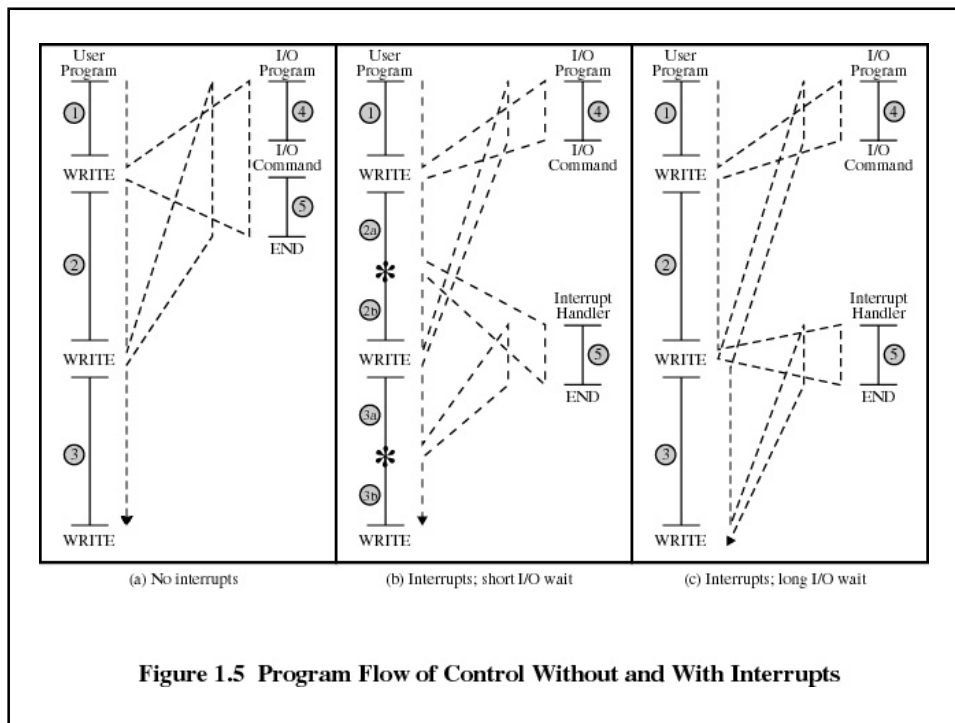 User
Program
I/O
Program
1
4
I/O
Command
WRITE
5
END
2
WRITE
3
WRITE
(a) No interrupts
User
Program
I/O
Program
1
4
I/O
Command
WRITE
2a
*
2b
Interrupt
Handler
5
WRITE
END
3a
*
3b
WRITE
(b) Interrupts; short I/O wait
User
Program
I/O
Program
1
4
I/O
Command
WRITE
2
Interrupt
Handler
5
WRITE
END
3
WRITE
(c) Interrupts; long I/O wait
Figure 1.5 Program Flow of Control Without and With Interrupts